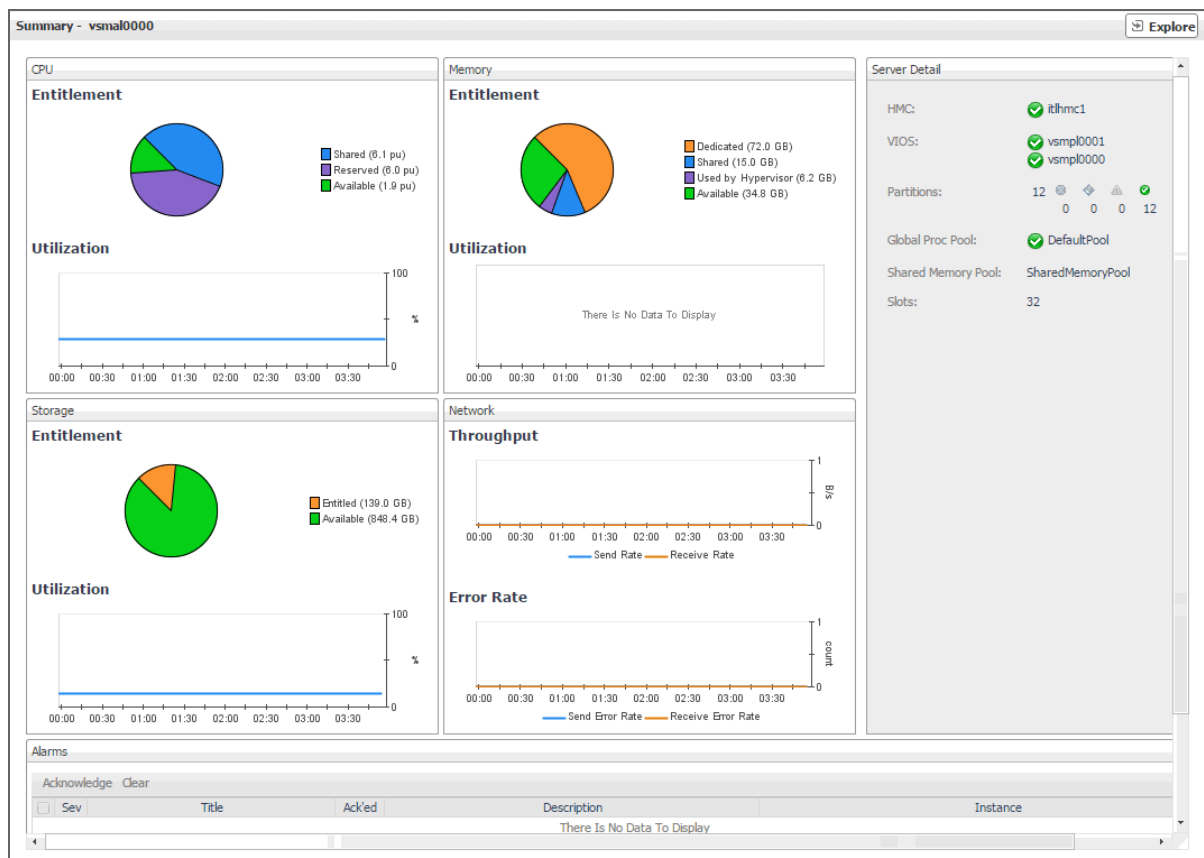 Summary - vsmal0000
Explore
CPU
Entitlement
Shared (6.1 pu)
Reserved (6.0 pu)
Available (1.9 pu)
Utilization
100
%
0
00:00 00:30 01:00 01:30 02:00 02:30 03:00 03:30
Memory
Entitlement
Dedicated (72.0 GB)
Shared (15.0 GB)
Used by Hypervisor (6.2 GB)
Available (34.8 GB)
Utilization
There Is No Data To Display
00:00 00:30 01:00 01:30 02:00 02:30 03:00 03:30
Server Detail
HMC: itlhmc1
VIOS: vsmpl0001
vsmpl0000
Partitions: 12
0 0 0 12
Global Proc Pool: DefaultPool
Shared Memory Pool: SharedMemoryPool
Slots: 32
Storage
Entitlement
Entitled (139.0 GB)
Available (848.4 GB)
Utilization
100
%
0
00:00 00:30 01:00 01:30 02:00 02:30 03:00 03:30
Network
Throughput
1
B/s
0
00:00 00:30 01:00 01:30 02:00 02:30 03:00 03:30
Send Rate Receive Rate
Error Rate
1
count
0
00:00 00:30 01:00 01:30 02:00 02:30 03:00 03:30
Send Error Rate Receive Error Rate
Alarms
Acknowledge Clear
Sev Title Ack'ed Description Instance
There Is No Data To Display